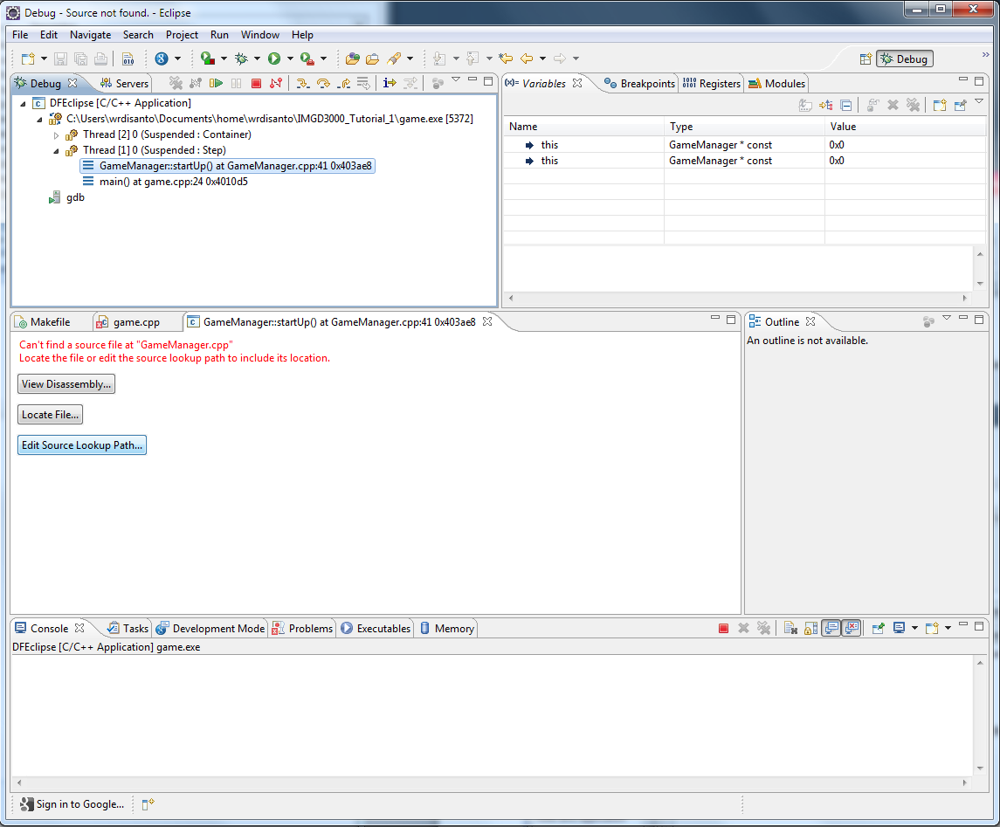 Debug - Source not found. - Eclipse
File Edit Navigate Search Project Run Window Help
Debug
Debug Servers
DFEclipse [C/C++ Application]
C:\Users\wrdisanto\Documents\home\wrdisanto\IMGD3000_Tutorial_1\game.exe [5372]
Thread [2] 0 (Suspended : Container)
Thread [1] 0 (Suspended : Step)
GameManager::startUp() at GameManager.cpp:41 0x403ae8
main() at game.cpp:24 0x4010d5
gdb
(x)= Variables Breakpoints 1010 0101 Registers Modules
Name Type Value
this GameManager * const 0x0
this GameManager * const 0x0
Makefile game.cpp GameManager::startUp() at GameManager.cpp:41 0x403ae8
Can't find a source file at "GameManager.cpp"
Locate the file or edit the source lookup path to include its location.
View Disassembly...
Locate File...
Edit Source Lookup Path...
Outline
An outline is not available.
Console Tasks Development Mode Problems Executables Memory
DFEclipse [C/C++ Application] game.exe
Sign in to Google...